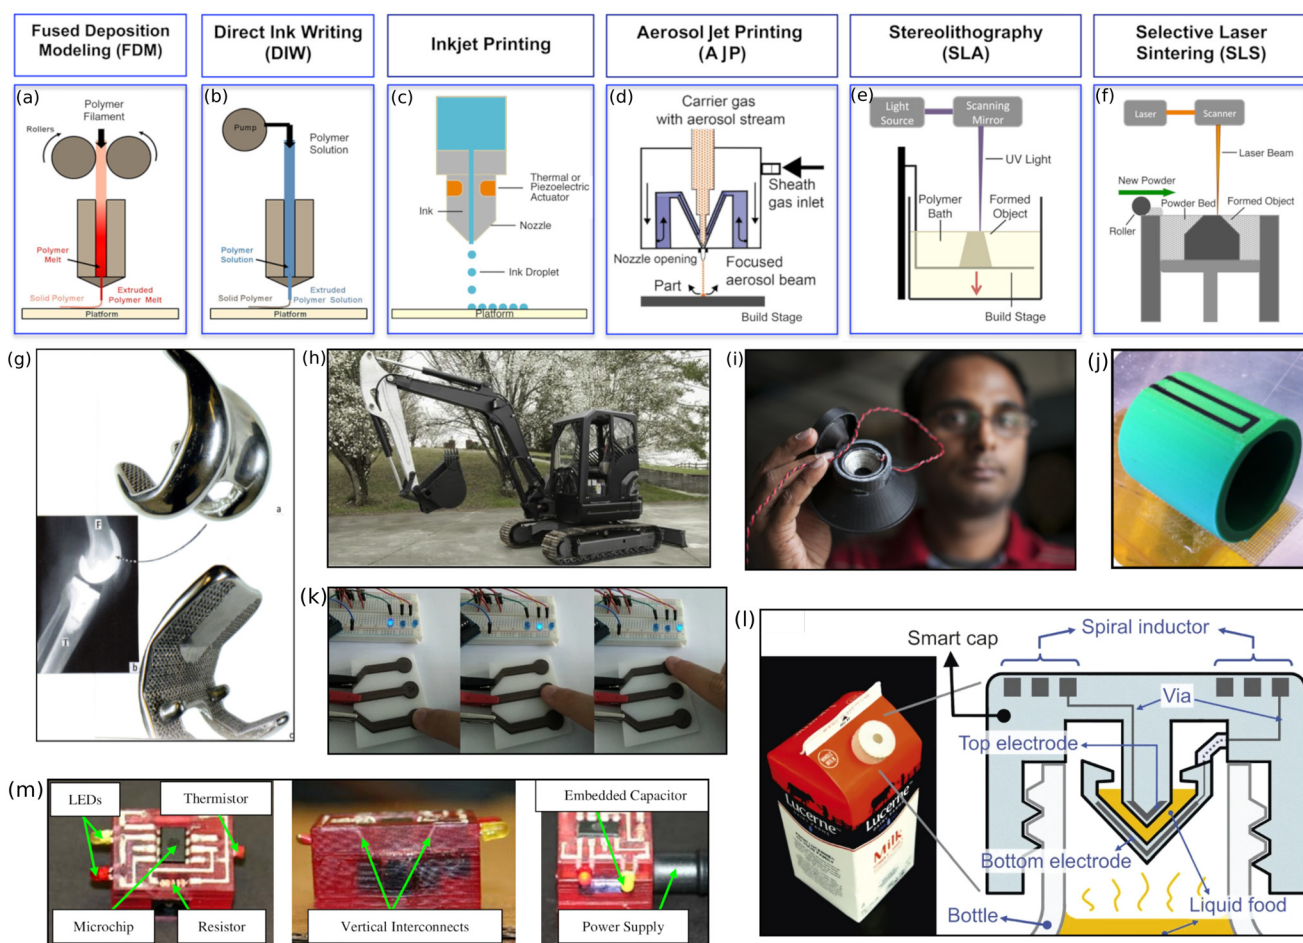 Fused Deposition
Modeling (FDM)
Direct Ink Writing
(DIW)
Inkjet Printing
Aerosol Jet Printing
(AJP)
Stereolithography
(SLA)
Selective Laser
Sintering (SLS)
(a)
Polymer
Filament
Rollers
Polymer
Melt
Solid Polymer
Extruded
Polymer Melt
Platform
(b)
Pump
Polymer
Solution
Polymer
Solution
Solid Polymer
Extruded
Polymer Solution
Platform
(c)
Thermal or
Piezoelectric
Actuator
Ink
Nozzle
Ink Droplet
Platform
(d)
Carrier gas
with aerosol stream
Sheath
gas inlet
Nozzle opening
Focused
aerosol beam
Part
Build Stage
(e)
Light
Source
Scanning
Mirror
UV Light
Polymer
Bath
Formed
Object
Build Stage
(f)
Laser
Scanner
Laser Beam
New Powder
Powder Bed
Formed Object
Roller
(g)
a
F
T
b
c
(h)
(i)
(j)
(k)
(l)
Smart cap
Spiral inductor
Via
Top electrode
Bottom electrode
Bottle
Liquid food
Lucerne
Lucerne
Milk
(m)
LEDs
Thermistor
Microchip
Resistor
Vertical Interconnects
Embedded Capacitor
Power Supply